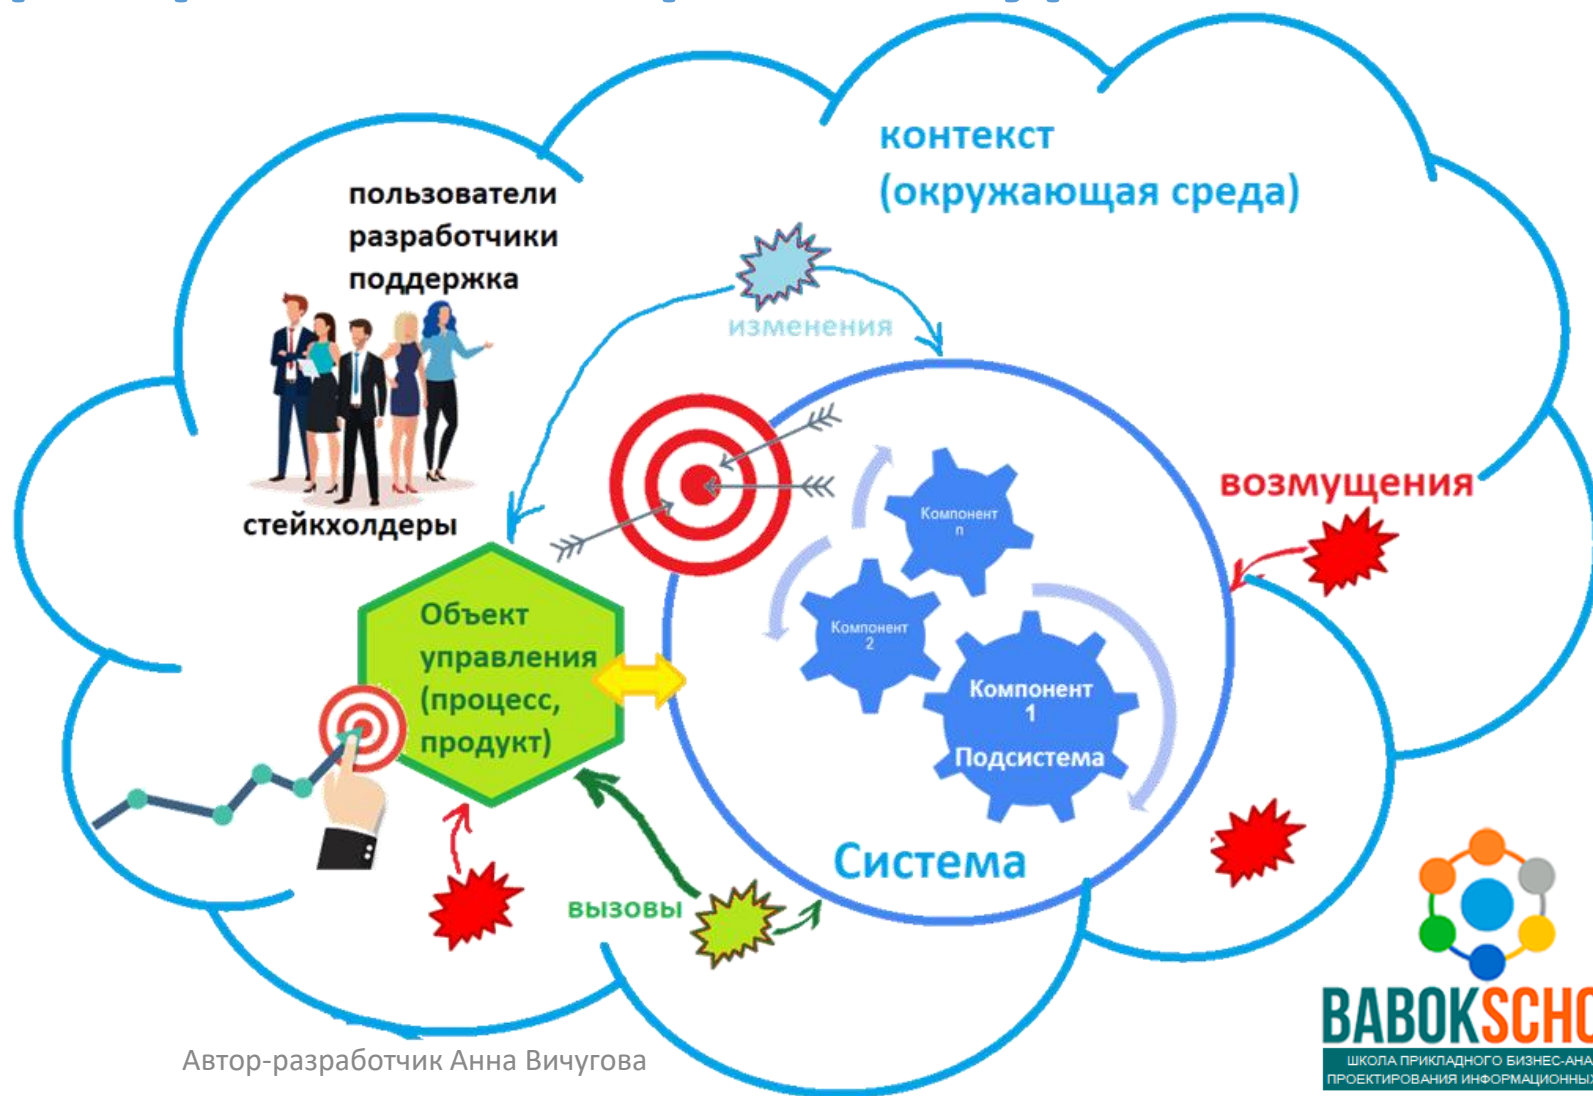 контекст
(окружающая среда)
пользователи
разработчики
поддержка
стейкхолдеры
изменения
возмущения
Компонент
n
Компонент
2
Компонент
1
Подсистема
Объект
управления
(процесс,
продукт)
Система
вызовы
Автор-разработчик Анна Вичугова
BABOKSCHO
ШКОЛА ПРИКЛАДНОГО БИЗНЕС-АНА
ПРОЕКТИРОВАНИЯ ИНФОРМАЦИОННЫХ